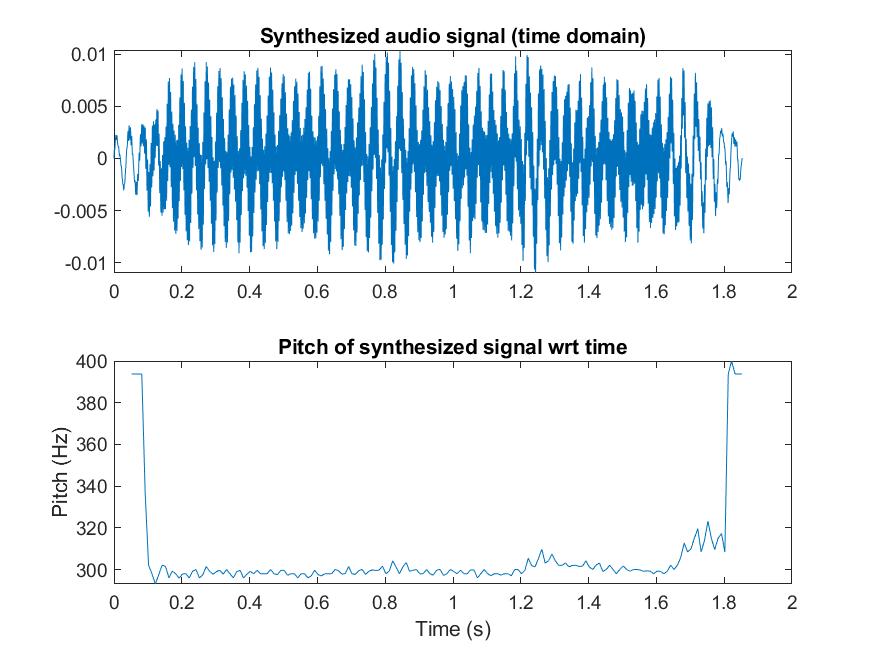 Synthesized audio signal (time domain)
0.01
0.005
0
-0.005
-0.01
0 0.2 0.4 0.6 0.8 1 1.2 1.4 1.6 1.8 2
Pitch of synthesized signal wrt time
400
380
360
340
320
300
Pitch (Hz)
0 0.2 0.4 0.6 0.8 1 1.2 1.4 1.6 1.8 2
Time (s)